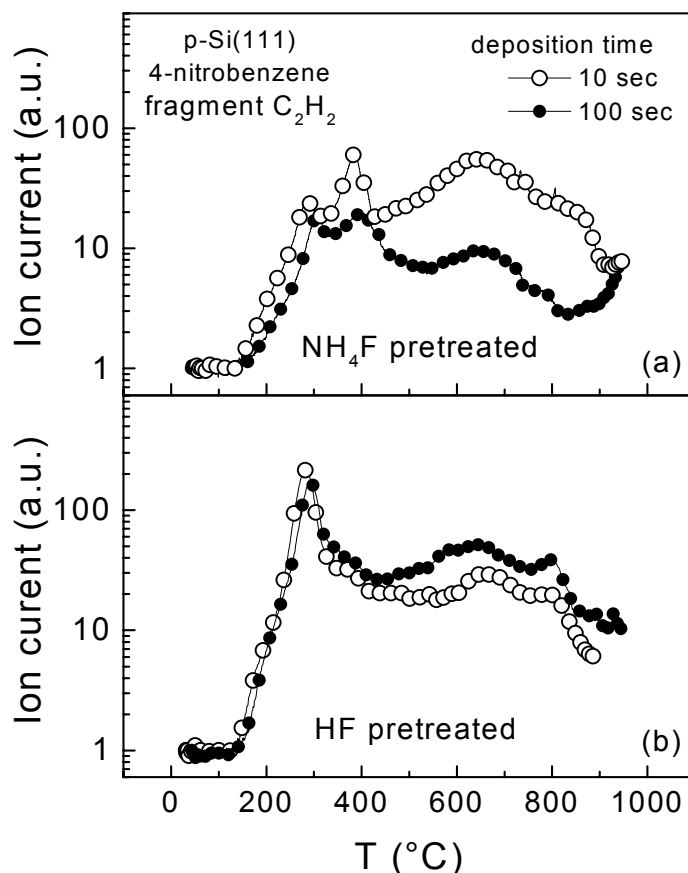 p-Si(111)
4-nitrobenzene
fragment C₂H₂
deposition time
10 sec
100 sec
Ion current (a.u.)
100
10
1
NH₄F pretreated
(a)
Ion curent (a.u.)
100
10
1
HF pretreated
(b)
0 200 400 600 800 1000
T (°C)